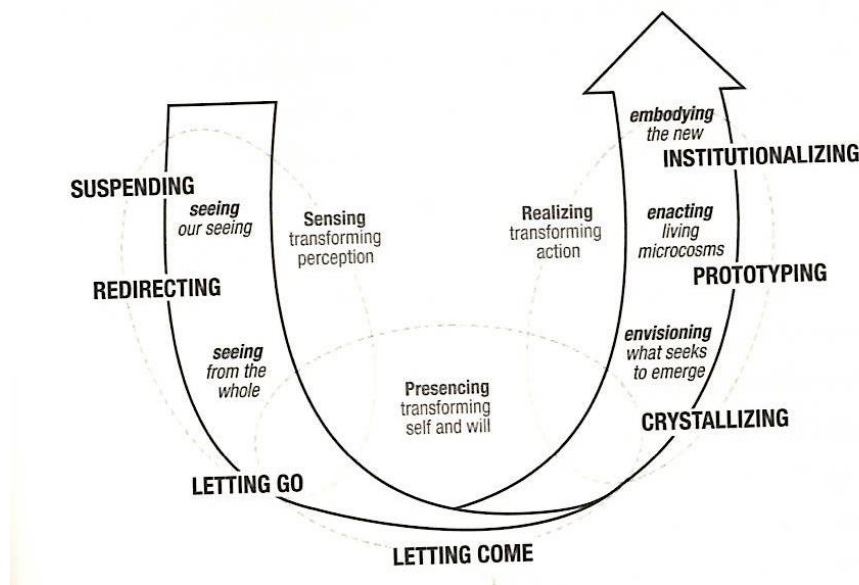 SUSPENDING
seeing
our seeing
REDIRECTING
seeing
from the
whole
LETTING GO
Sensing
transforming
perception
Presencing
transforming
self and will
LETTING COME
Realizing
transforming
action
CRYSTALLIZING
envisioning
what seeks
to emerge
PROTOTYPING
enacting
living
microcosms
INSTITUTIONALIZING
embodying
the new